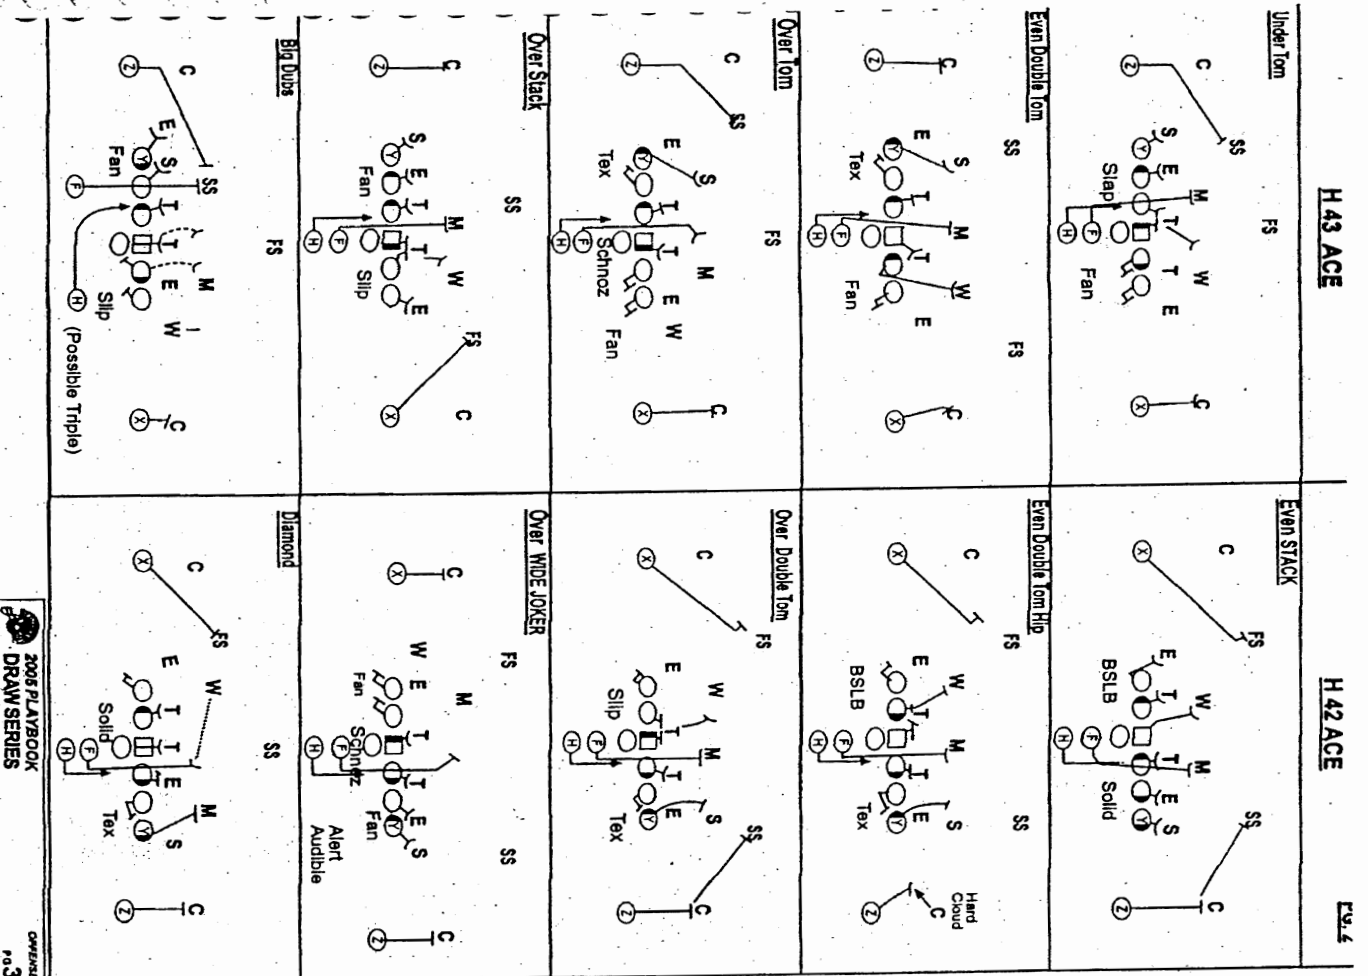 H 43 ACE
H 42 ACE
Under Tom
FS
SS
C M W E C
S E T T
Z Y X
Slap Fan
F
H
Even STACK
FS SS
C W M C
E T T E S
X Y Z
BSLB Solid
F
H
Even Double Tom
SS FS
C E S M W E C
T T
Z Y X
Tex Fan
F
H
Even Double Tom Hip
FS SS
C E W M S
T T E
Hard
Cloud
C
X Y Z
BSLB Tex
F
H
Over Tom
FS
SS
C E S M W C
T E
Z Y X
Tex Schnoz Fan
F
H
Over Double Tom
FS SS
C E W M S C
T T E
X Y Z
Slip Tex
F
H
Over Stack
SS FS
C M W C
S E T T E
Z Y X
Fan Slip
F
H
Over WIDE JOKER
FS SS
C W M C
E T T E S
X Y Z
Fan Schnoz Fan
F
H
Alert
Audible
Big Dubs
FS
SS
C E S M W C
T T E
Z Y X
Fan Slip
F H
(Possible Triple)
Diamond
FS SS
C E W M S C
T T E
X Y Z
Solid Tex
F
H
2005 PLAYBOOK
DRAW SERIES